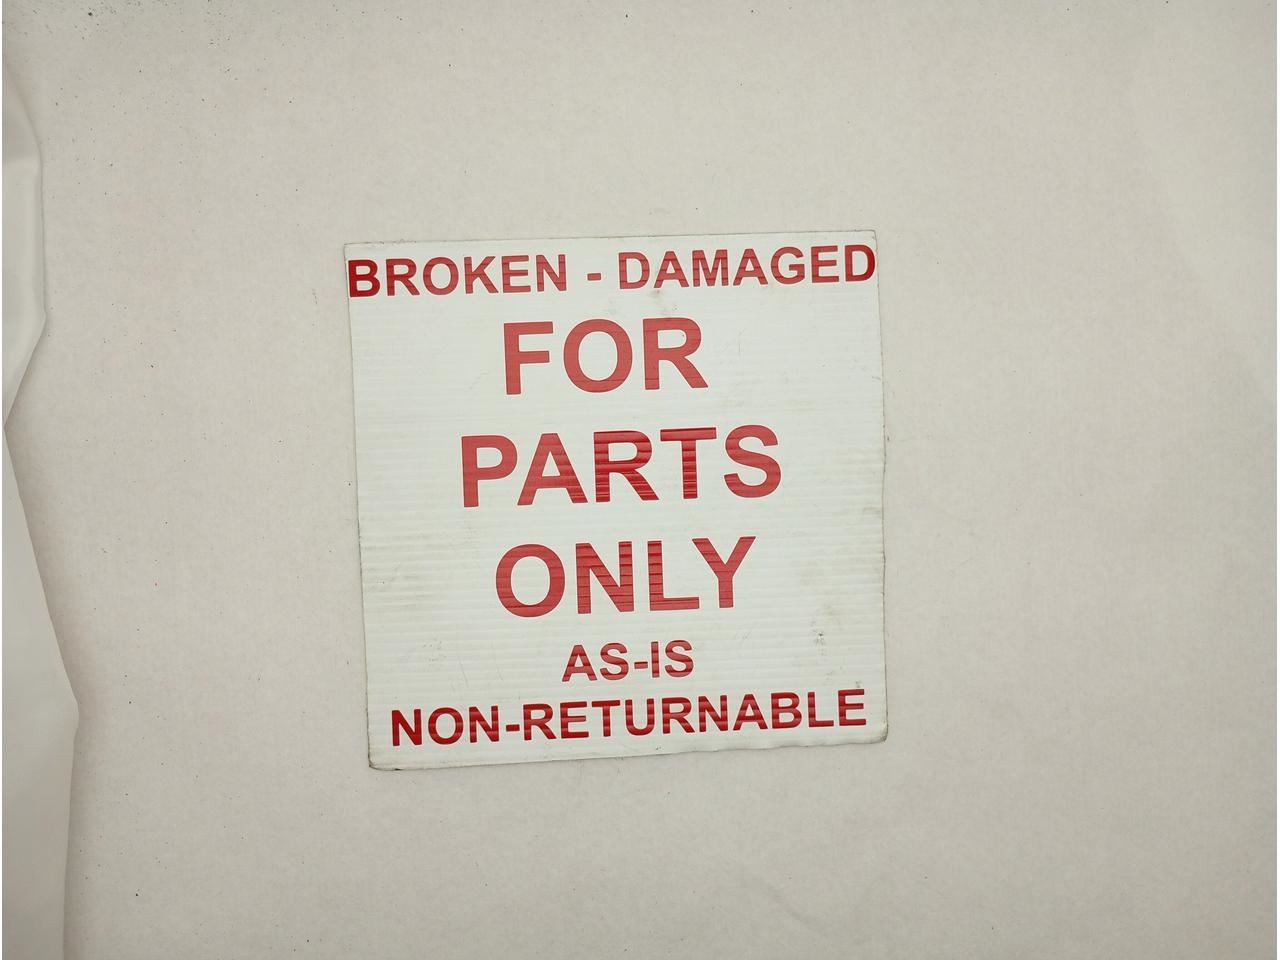 BROKEN - DAMAGED
FOR
PARTS
ONLY
AS-IS
NON-RETURNABLE